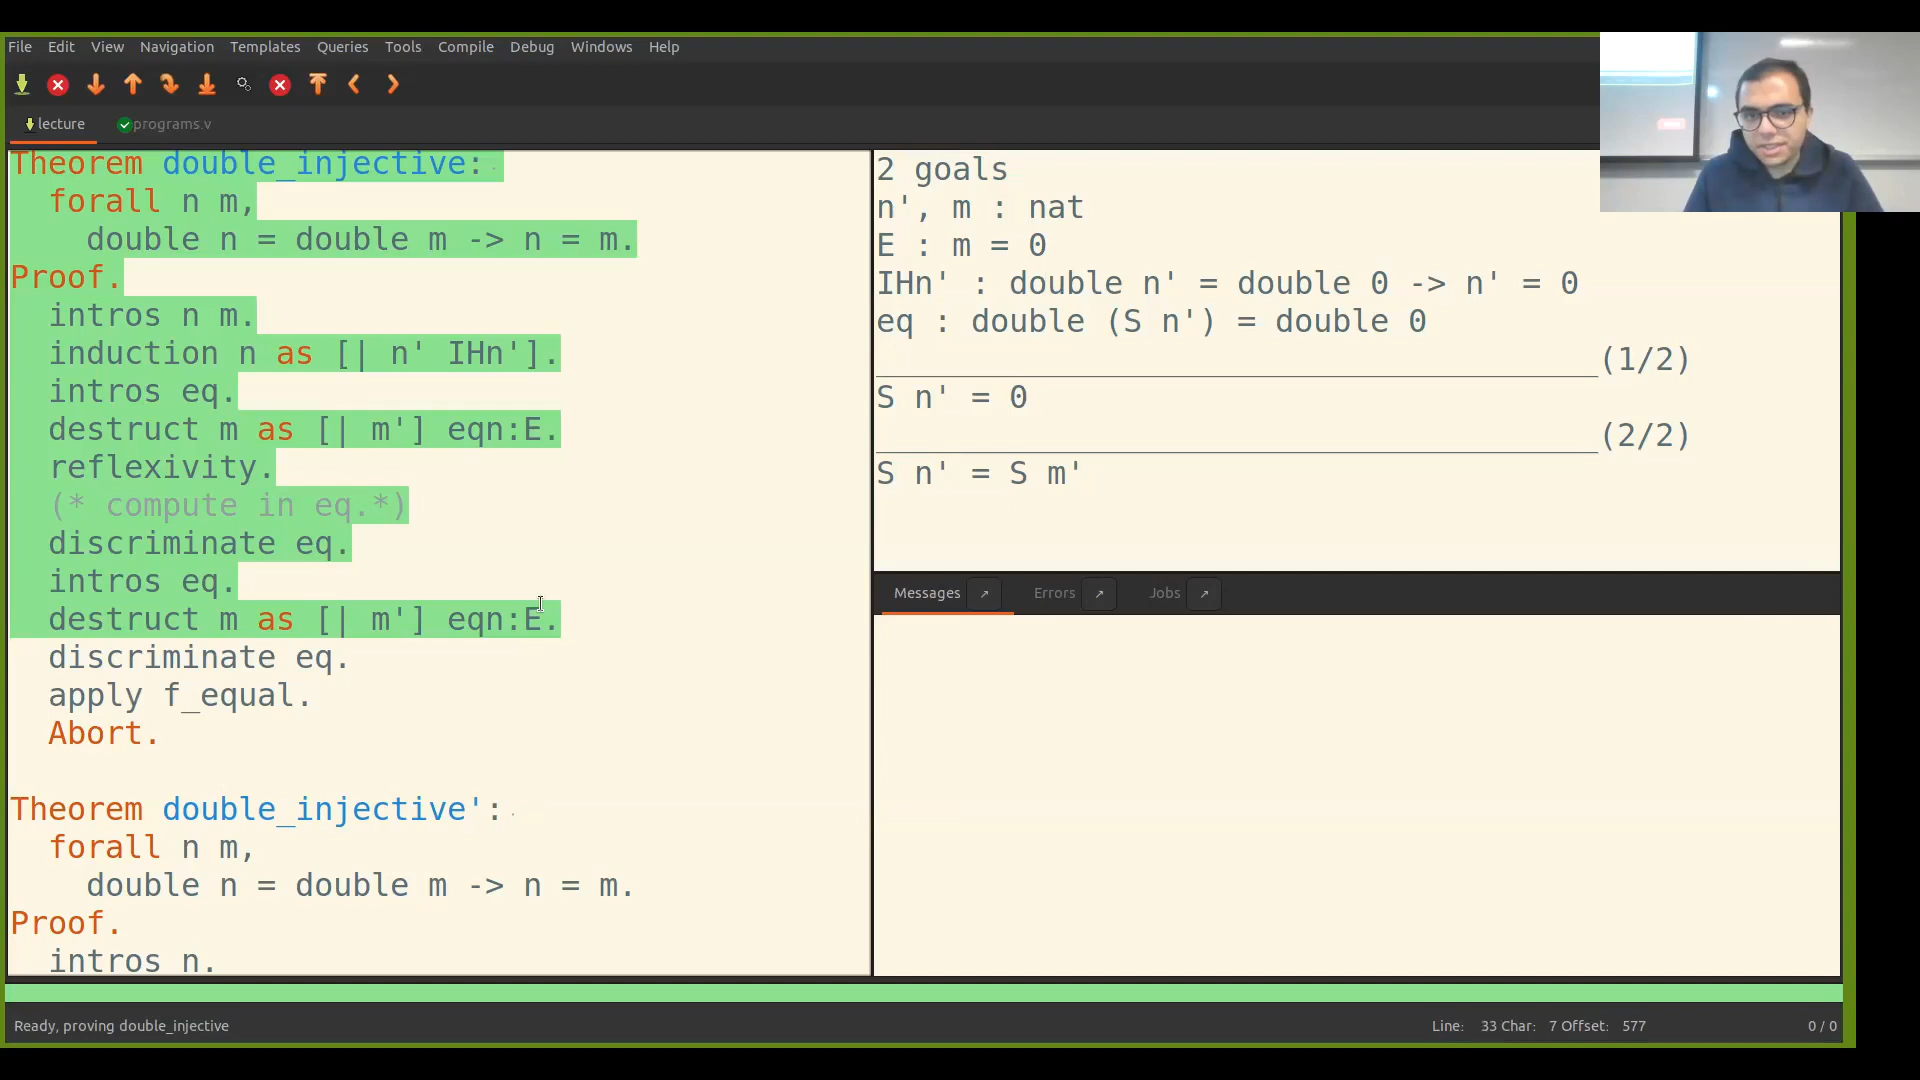 File Edit View Navigation Templates Queries Tools Compile Debug Windows Help
lecture programs.v
Theorem double_injective:
forall n m,
double n = double m -> n = m.
Proof.
intros n m.
induction n as [| n' IHn'].
intros eq.
destruct m as [| m'] eqn:E.
reflexivity.
(* compute in eq.*)
discriminate eq.
intros eq.
destruct m as [| m'] eqn:E.
discriminate eq.
apply f_equal.
Abort.
Theorem double_injective':
forall n m,
double n = double m -> n = m.
Proof.
intros n.
2 goals
n', m : nat
E : m = 0
IHn' : double n' = double 0 -> n' = 0
eq : double (S n') = double 0
______________________________________(1/2)
S n' = 0
______________________________________(2/2)
S n' = S m'
Messages Errors Jobs
Ready, proving double_injective
Line: 33 Char: 7 Offset: 577 0 / 0